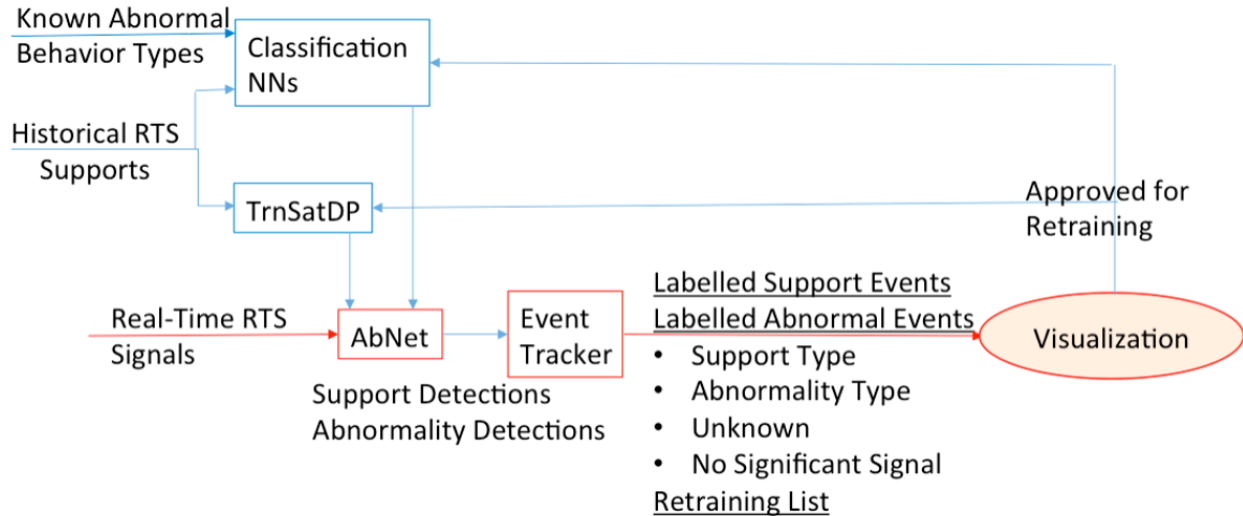 Known Abnormal
Behavior Types
Classification
NNs
Historical RTS
Supports
TrnSatDP
Approved for
Retraining
Real-Time RTS
Signals
AbNet
Event
Tracker
Support Detections
Abnormality Detections
Labelled Support Events
Labelled Abnormal Events
• Support Type
• Abnormality Type
• Unknown
• No Significant Signal
Retraining List
Visualization